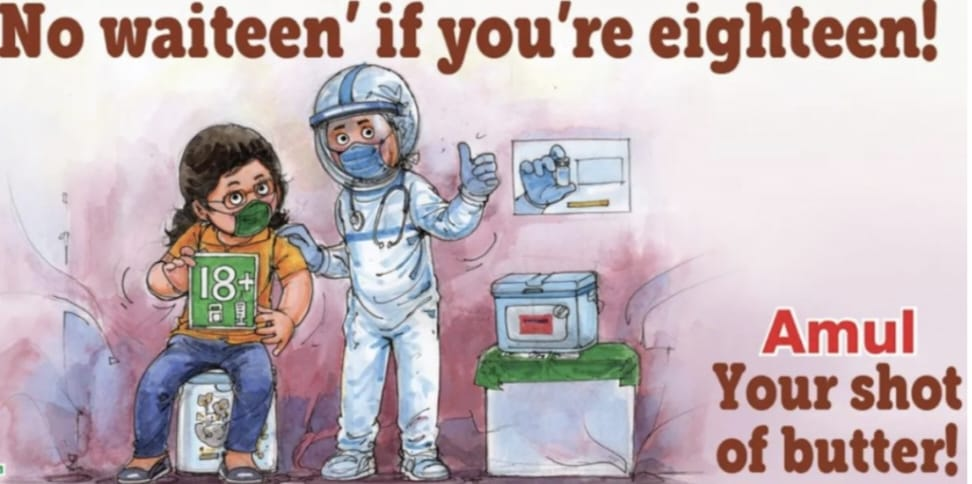 No waiteen' if you're eighteen!
18+
Amul
Your shot
of butter!